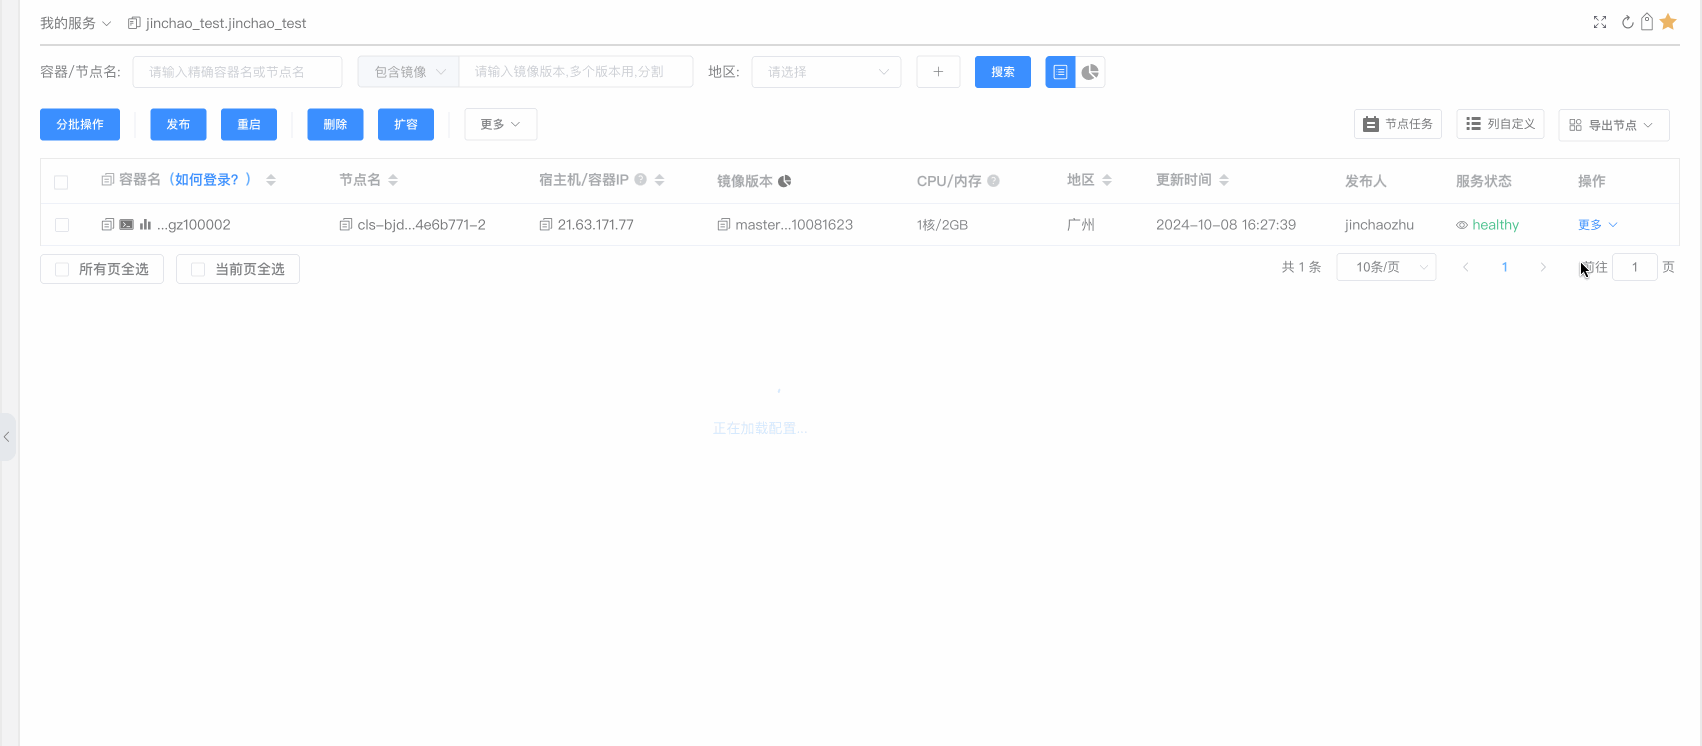 我的服务 jinchao_test.jinchao_test
容器/节点名: 请输入精确容器名或节点名 包含镜像 请输入镜像版本,多个版本用,分割 地区: 请选择 + 搜索
分批操作 发布 重启 删除 扩容 更多 节点任务 列自定义 导出节点
容器名（如何登录？） 节点名 宿主机/容器IP 镜像版本 CPU/内存 地区 更新时间 发布人 服务状态 操作
...gz100002 cls-bjd...4e6b771-2 21.63.171.77 master...10081623 1核/2GB 广州 2024-10-08 16:27:39 jinchaozhu healthy 更多
所有页全选 当前页全选 共 1 条 10条/页 1 前往 1 页
正在加载配置...